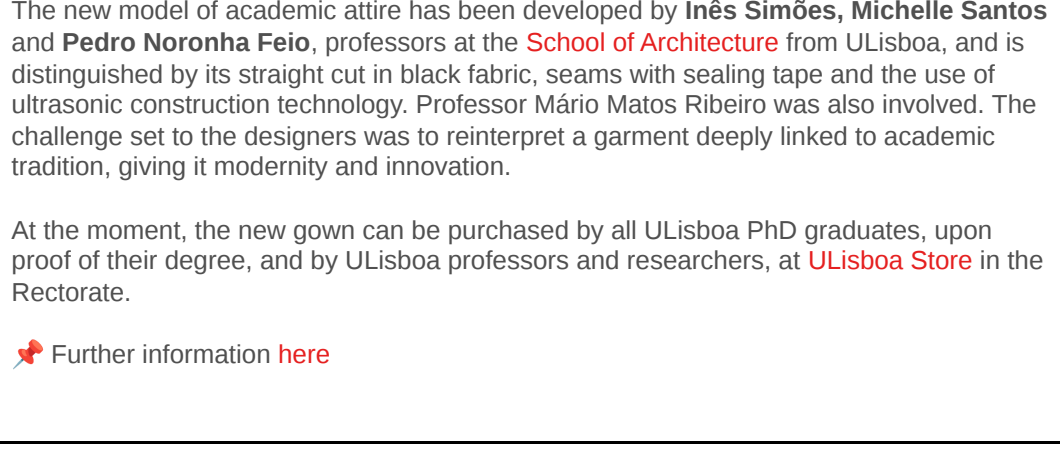 The new model of academic attire has been developed by Inês Simões, Michelle Santos
and Pedro Noronha Feio, professors at the School of Architecture from ULisboa, and is
distinguished by its straight cut in black fabric, seams with sealing tape and the use of
ultrasonic construction technology. Professor Mário Matos Ribeiro was also involved. The
challenge set to the designers was to reinterpret a garment deeply linked to academic
tradition, giving it modernity and innovation.
At the moment, the new gown can be purchased by all ULisboa PhD graduates, upon
proof of their degree, and by ULisboa professors and researchers, at ULisboa Store in the
Rectorate.
📌 Further information here